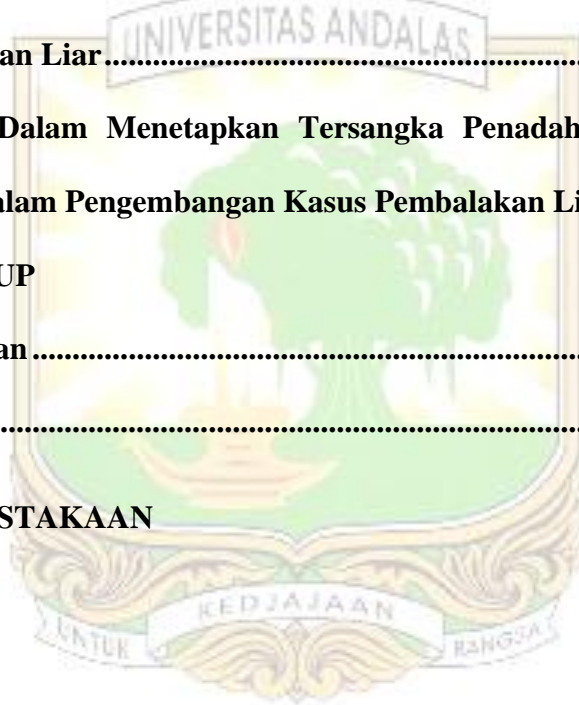 UNIVERSITAS ANDALAS
an Liar................................................................
Dalam Menetapkan Tersangka Penadah
alam Pengembangan Kasus Pembalakan Li
UP
an................................................................
................................................................
STAKAAN
KEDJAJAAN
UNTUK BANGSA